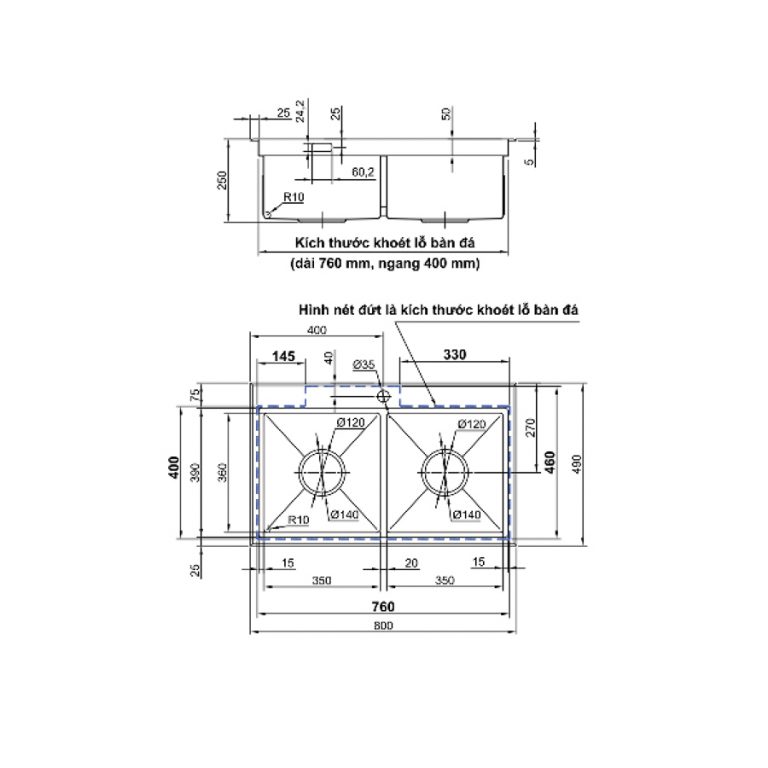 25
24,2
25
50
5
250
60,2
R10
Kích thước khoét lỗ bàn đá
(dài 760 mm, ngang 400 mm)
Hình nét đứt là kích thước khoét lỗ bàn đá
400
145
40
Ø35
330
75
Ø120
Ø120
270
400
390
360
460
490
Ø140
Ø140
R10
25
15
20
15
350
350
760
800